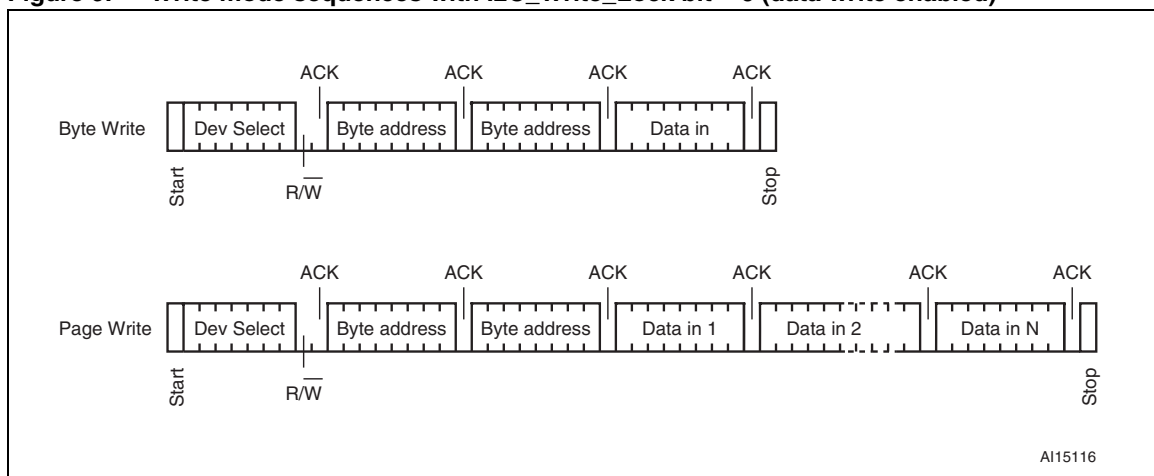 ACK ACK ACK ACK
Byte Write Dev Select Byte address Byte address Data in
Start R/W Stop
ACK ACK ACK ACK ACK ACK
Page Write Dev Select Byte address Byte address Data in 1 Data in 2 Data in N
Start R/W Stop
AI15116